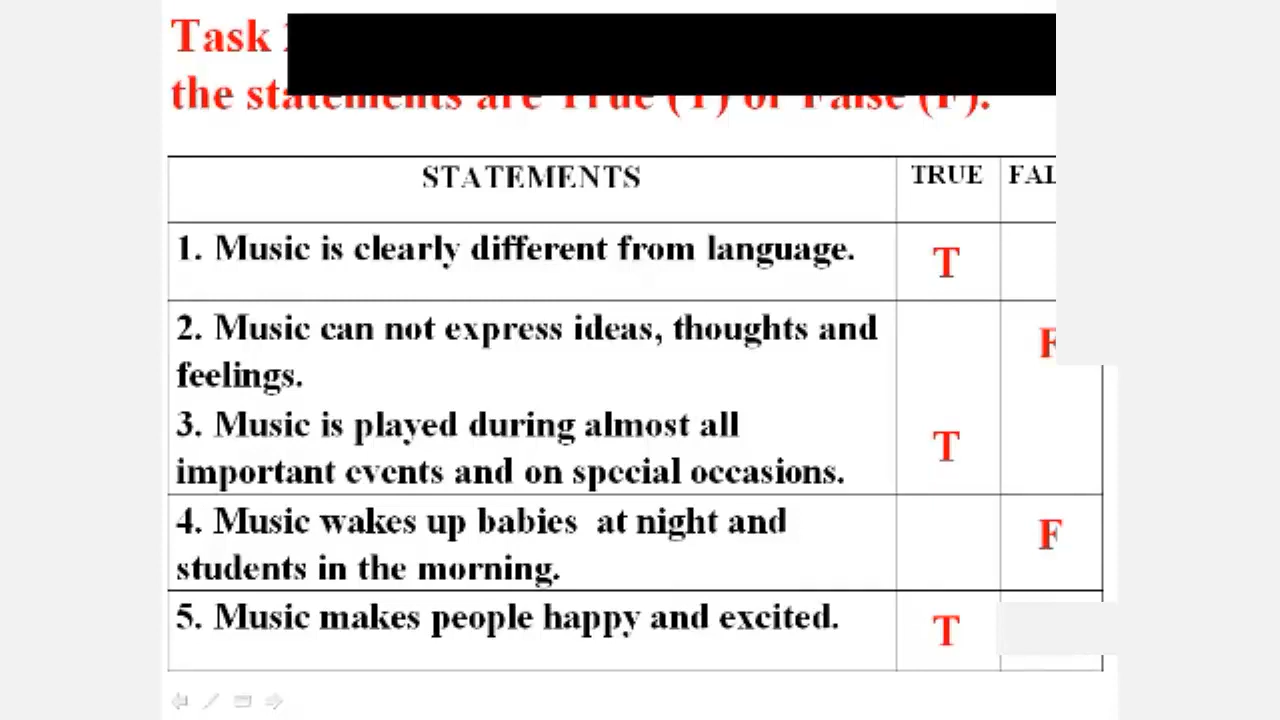 Task
the statements are True (T) or False (F).
STATEMENTS TRUE
1. Music is clearly different from language. T
2. Music can not express ideas, thoughts and
feelings. F
3. Music is played during almost all
important events and on special occasions. T
4. Music wakes up babies at night and
students in the morning. F
5. Music makes people happy and excited. T